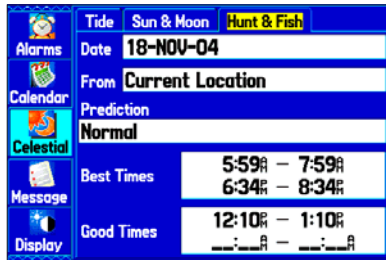 Tide Sun & Moon Hunt & Fish
Alarms
Date 18-NOV-04
From Current Location
Calendar
Prediction
Normal
Celestial
Best Times 5:59A – 7:59A
6:34P – 8:34P
Message
Good Times 12:10P – 1:10P
__:__A – __:__A
Display